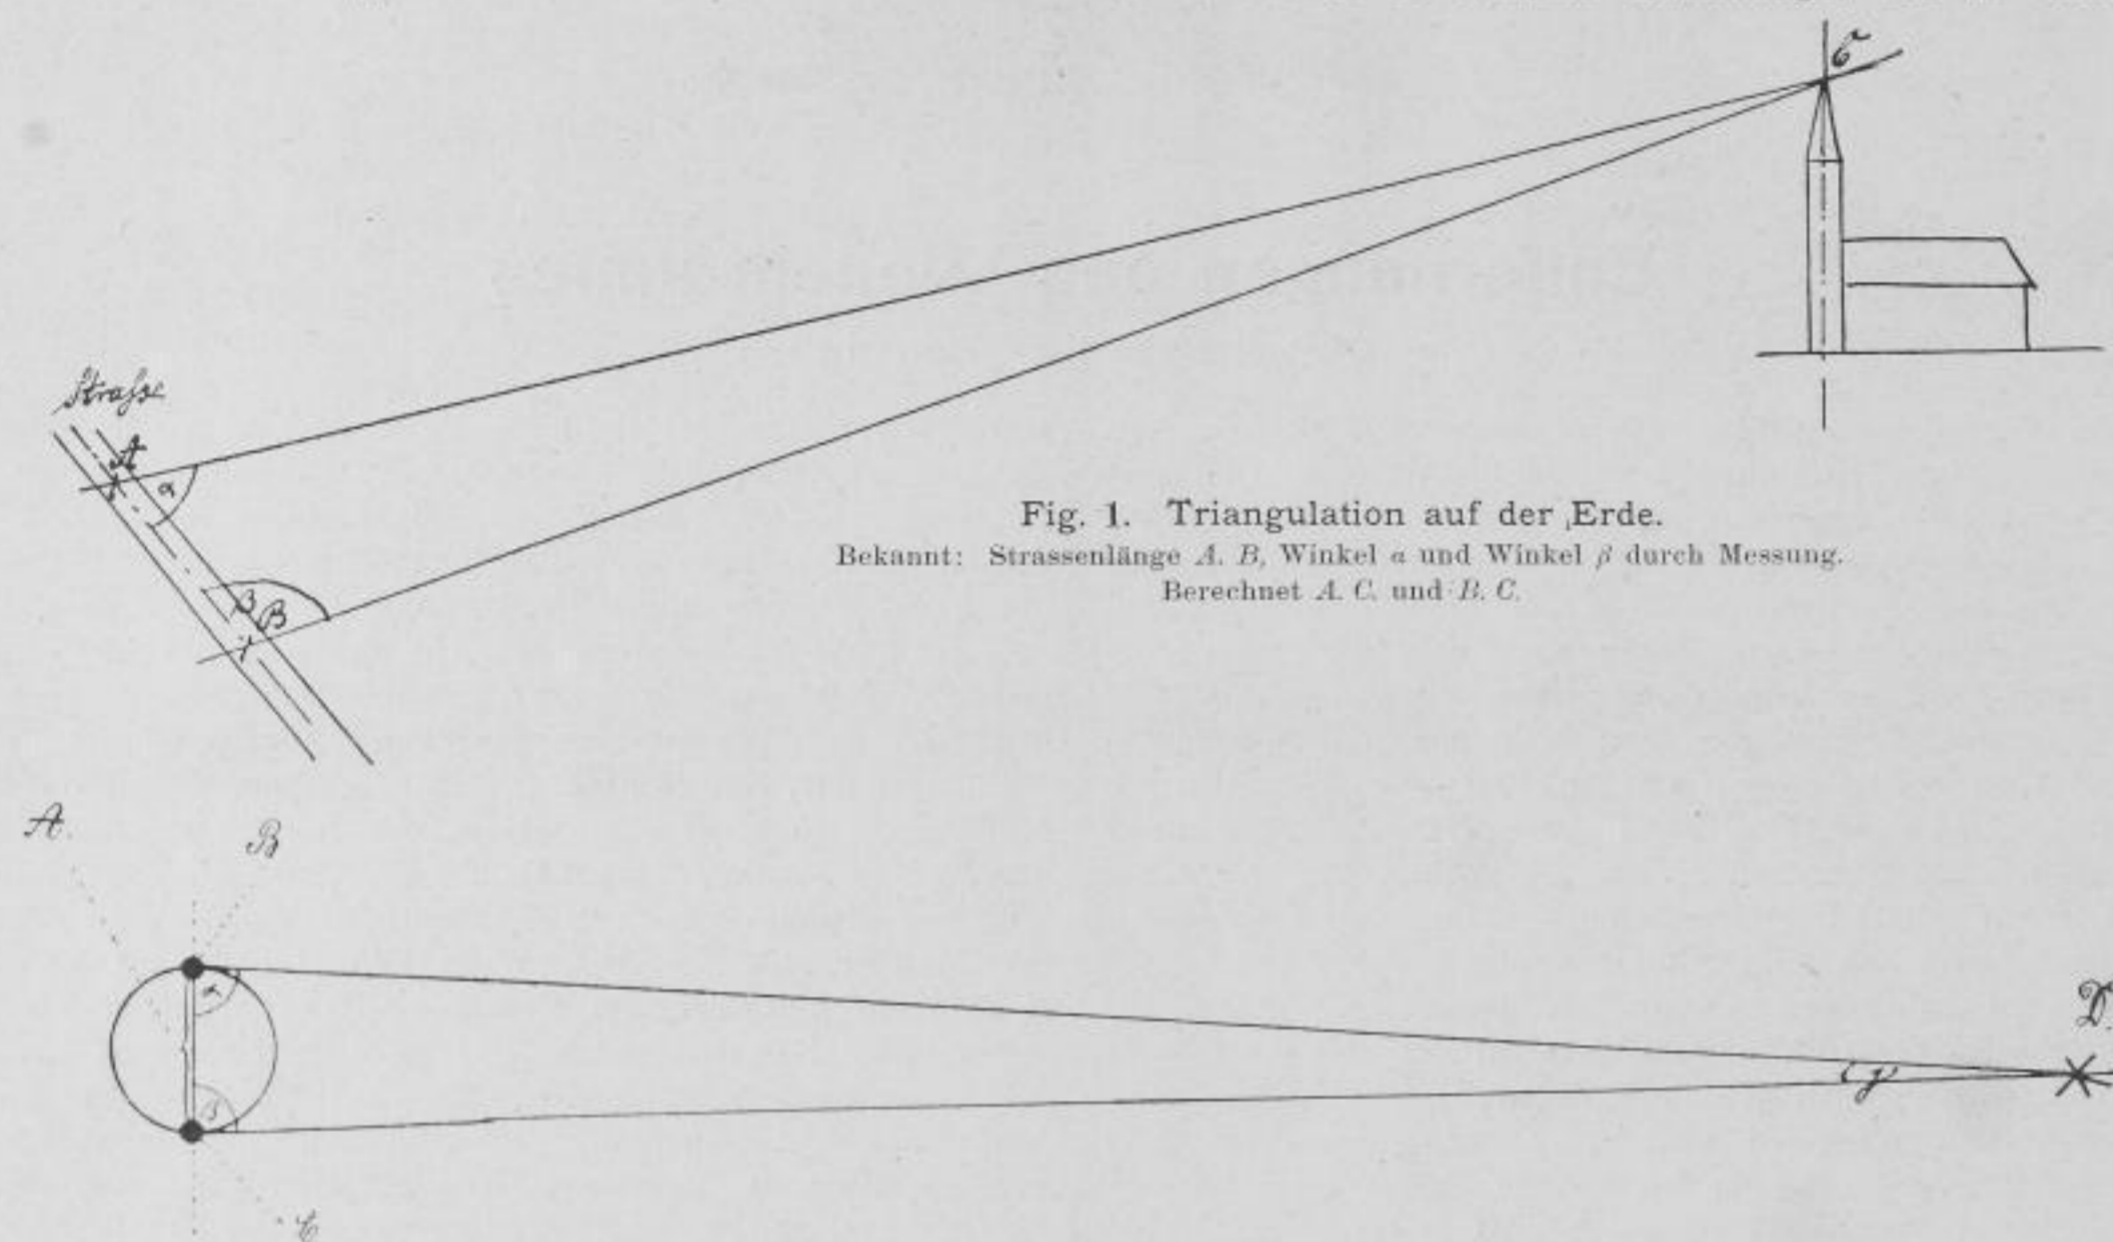 C
Strasse
A
α
β
B
Fig. 1. Triangulation auf der Erde.
Bekannt: Strassenlänge A. B, Winkel α und Winkel β durch Messung.
Berechnet A. C. und B. C.
A.
B
α
D.
γ
β
C